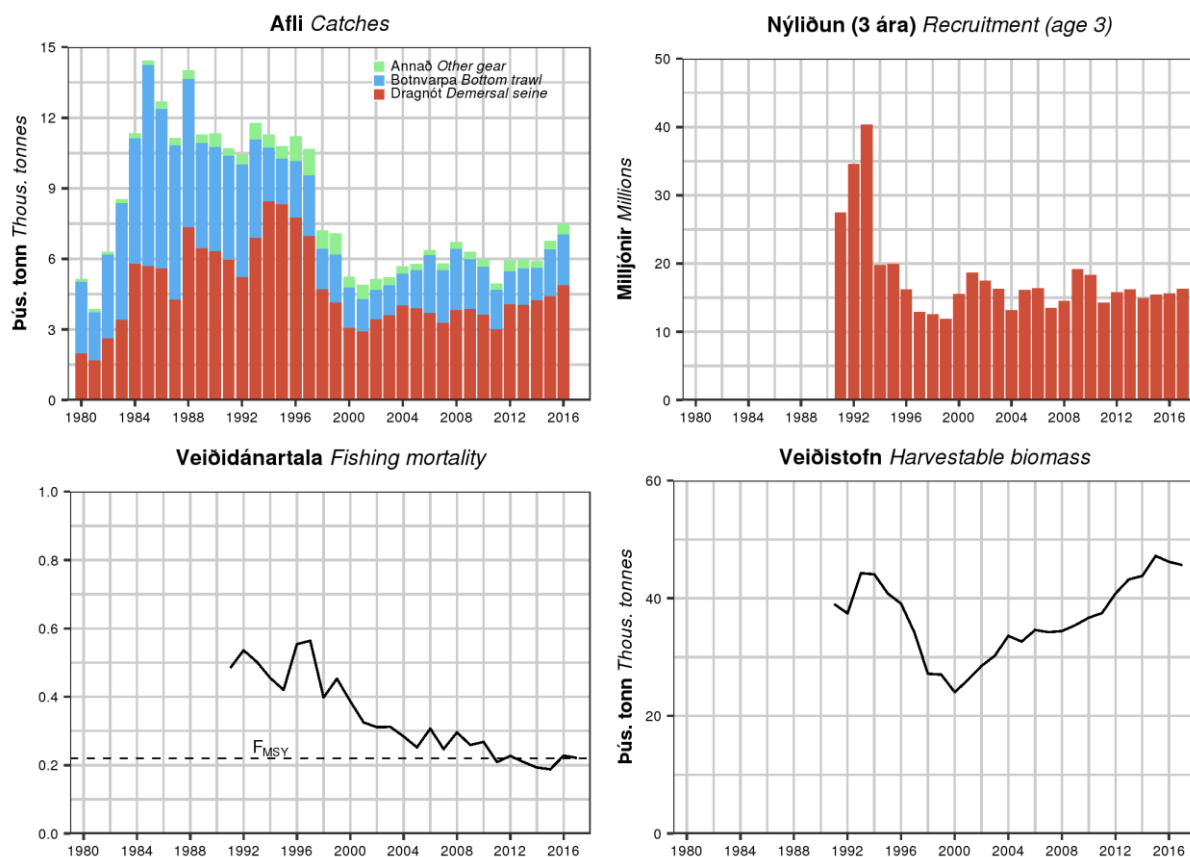 Afli Catches
Þús. tonn Thous. tonnes
15
12
9
6
3
0
Annað Other gear
Botnvarpa Bottom trawl
Dragnót Demersal seine
1980 1984 1988 1992 1996 2000 2004 2008 2012 2016
Nýliðun (3 ára) Recruitment (age 3)
Milljónir Millions
50
40
30
20
10
0
1980 1984 1988 1992 1996 2000 2004 2008 2012 2016
Veiðidánartala Fishing mortality
1.0
0.8
0.6
0.4
0.2
0.0
FMSY
1980 1984 1988 1992 1996 2000 2004 2008 2012 2016
Veiðistofn Harvestable biomass
Þús. tonn Thous. tonnes
60
40
20
0
1980 1984 1988 1992 1996 2000 2004 2008 2012 2016